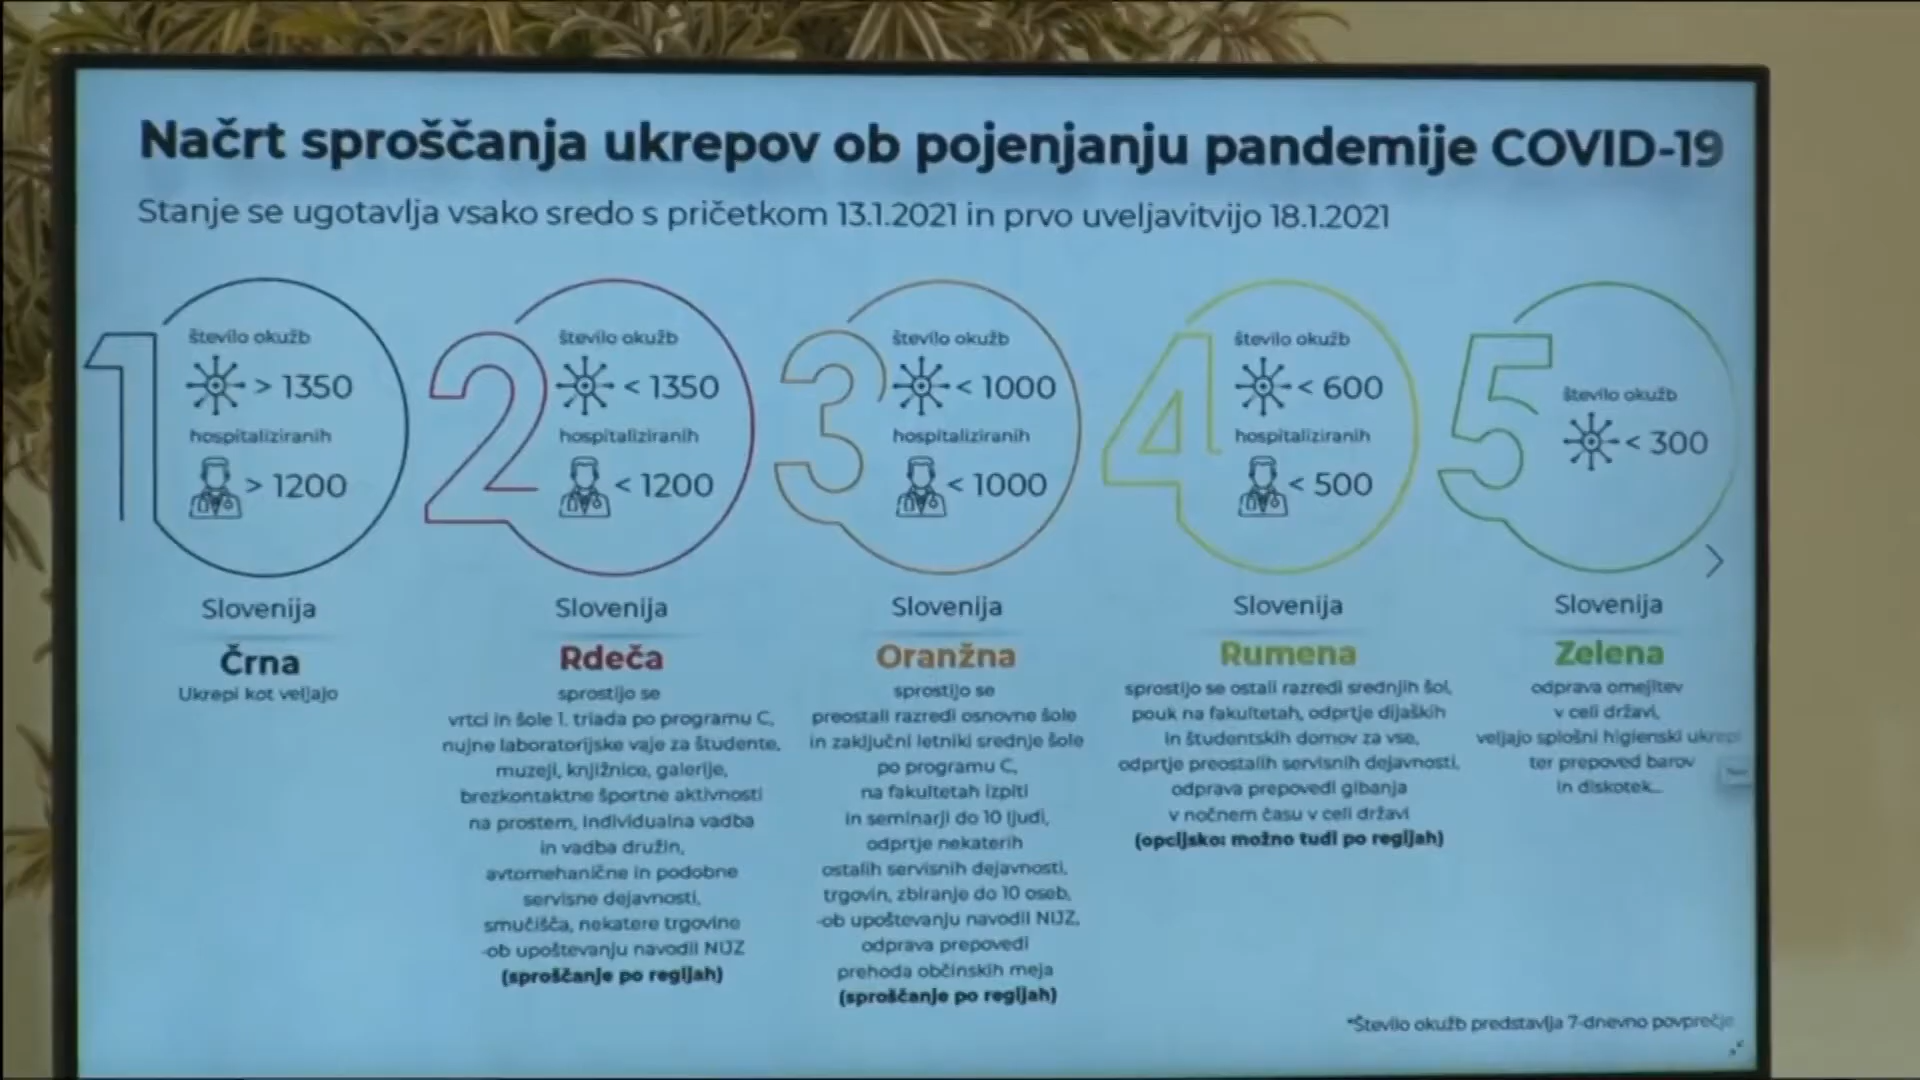 Načrt sproščanja ukrepov ob pojenjanju pandemije COVID-19
Stanje se ugotavlja vsako sredo s pričetkom 13.1.2021 in prvo uveljavitvijo 18.1.2021
1
število okužb
> 1350
hospitaliziranih
> 1200
Slovenija
Črna
Ukrepi kot veljajo
2
število okužb
< 1350
hospitaliziranih
< 1200
Slovenija
Rdeča
sprostijo se
vrtci in šole 1. triada po programu C,
nujne laboratorijske vaje za študente,
muzeji, knjižnice, galerije,
brezkontaktne športne aktivnosti
na prostem, individualna vadba
in vadba družin,
avtomehanične in podobne
servisne dejavnosti,
smučišča, nekatere trgovine
-ob upoštevanju navodil NIJZ
(sproščanje po regijah)
3
število okužb
< 1000
hospitaliziranih
< 1000
Slovenija
Oranžna
sprostijo se
preostali razredi osnovne šole
in zaključni letniki srednje šole
po programu C,
na fakultetah izpiti
in seminarji do 10 ljudi,
odprtje nekaterih
ostalih servisnih dejavnosti,
trgovin, zbiranje do 10 oseb,
-ob upoštevanju navodil NIJZ,
odprava prepovedi
prehoda občinskih meja
(sproščanje po regijah)
4
število okužb
< 600
hospitaliziranih
< 500
Slovenija
Rumena
sprostijo se ostali razredi srednjih šol,
pouk na fakultetah, odprtje dijaških
in študentskih domov za vse,
odprtje preostalih servisnih dejavnosti,
odprava prepovedi gibanja
v nočnem času v celi državi
(opcijsko: možno tudi po regijah)
5
število okužb
< 300
Slovenija
Zelena
odprava omejitev
v celi državi,
veljajo splošni higienski ukrepi
ter prepoved barov
in diskotek...
*Število okužb predstavlja 7-dnevno povprečje